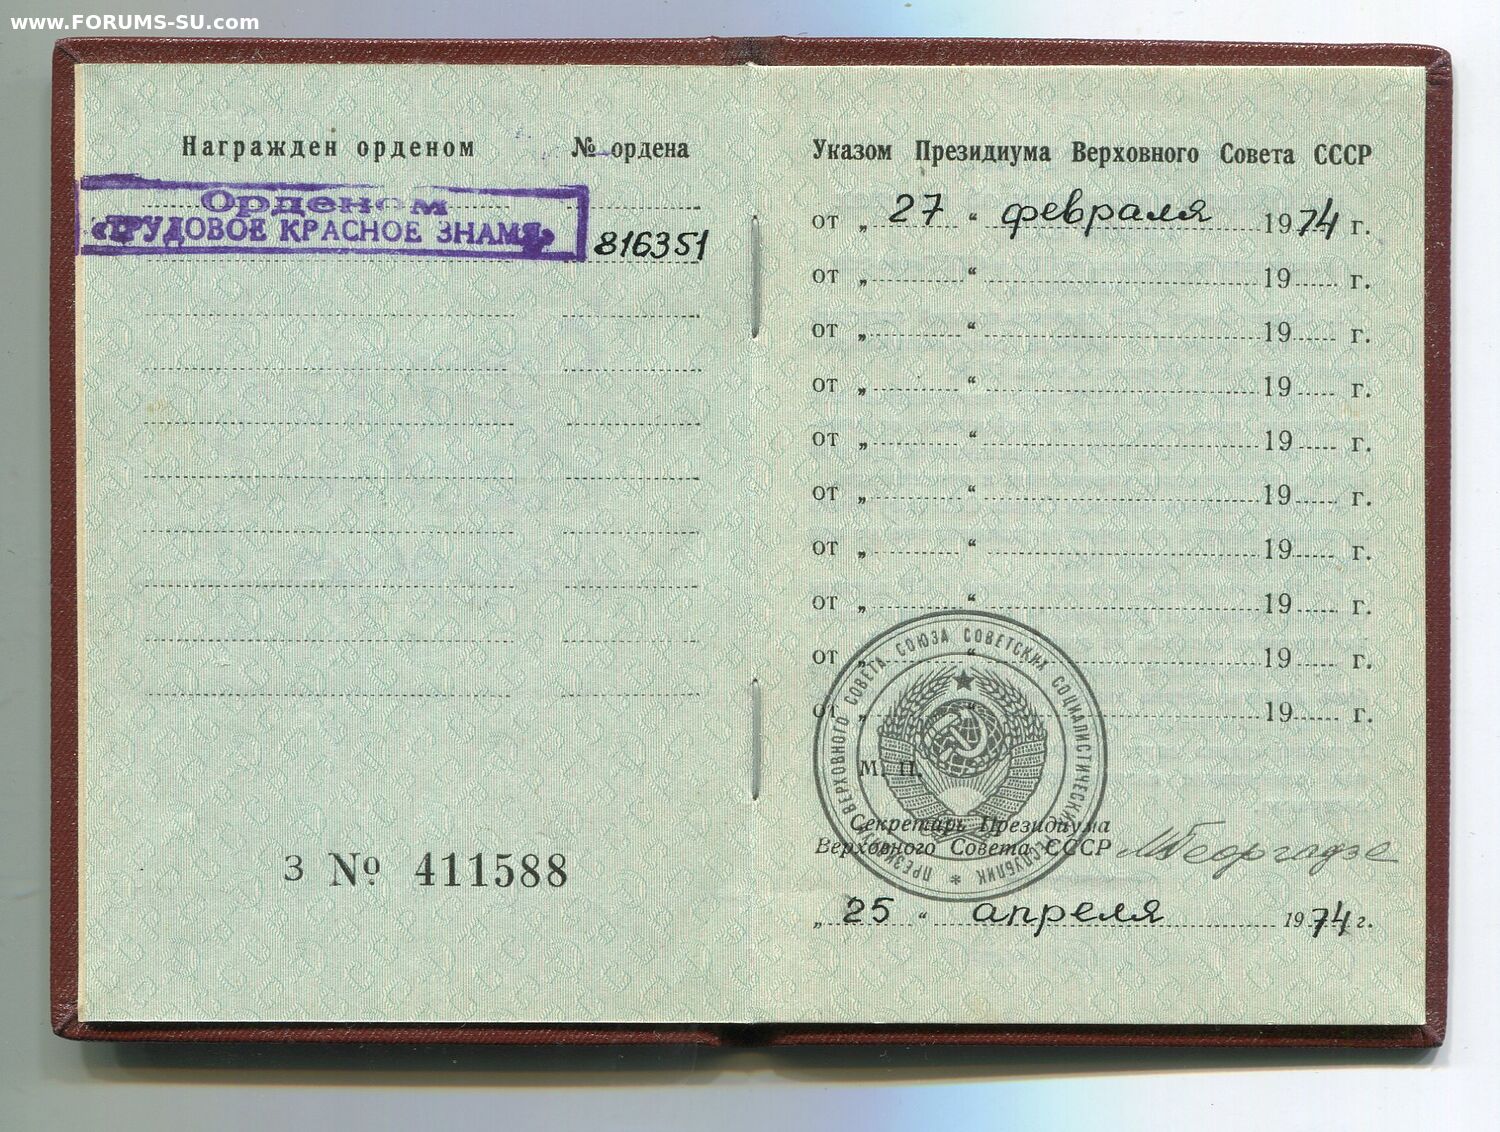 www.FORUMS-SU.com
Награжден орденом № ордена
Орденом
«ТРУДОВОЕ КРАСНОЕ ЗНАМЯ» 816351
З № 411588
Указом Президиума Верховного Совета СССР
от „ 27 “ февраля 1974 г.
от „ “ 19 г.
от „ “ 19 г.
от „ “ 19 г.
от „ “ 19 г.
от „ “ 19 г.
от „ “ 19 г.
от „ “ 19 г.
от „ “ 19 г.
от „ “ 19 г.
ПРЕЗИДИУМ ВЕРХОВНОГО СОВЕТА СОЮЗА СОВЕТСКИХ СОЦИАЛИСТИЧЕСКИХ РЕСПУБЛИК *
М. П.
Секретарь Президиума
Верховного Совета СССР МГеоргадзе
„ 25 “ апреля 1974 г.